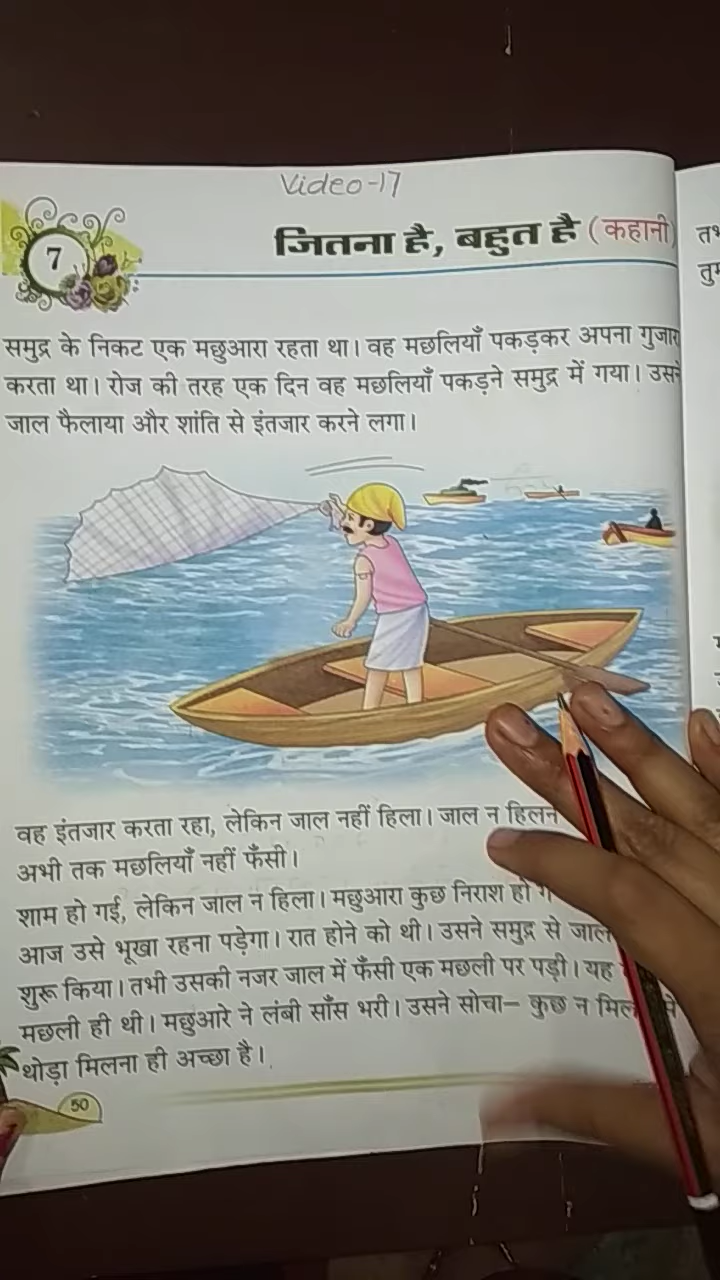 Video-17
7
जितना है, बहुत है (कहानी)
समुद्र के निकट एक मछुआरा रहता था। वह मछलियाँ पकड़कर अपना
करता था। रोज की तरह एक दिन वह मछलियाँ पकड़ने समुद्र में गया। उसने
जाल फैलाया और शांति से इंतजार करने लगा।
वह इंतजार करता रहा, लेकिन जाल नहीं हिला। जाल न हिलने
अभी तक मछलियाँ नहीं फँसी।
शाम हो गई, लेकिन जाल न हिला। मछुआरा कुछ निराश हो
आज उसे भूखा रहना पड़ेगा। रात होने को थी। उसने समुद्र से जाल
शुरू किया। तभी उसकी नजर जाल में फँसी एक मछली पर पड़ी। यह
मछली ही थी। मछुआरे ने लंबी साँस भरी। उसने सोचा– कुछ न
थोड़ा मिलना ही अच्छा है।
50